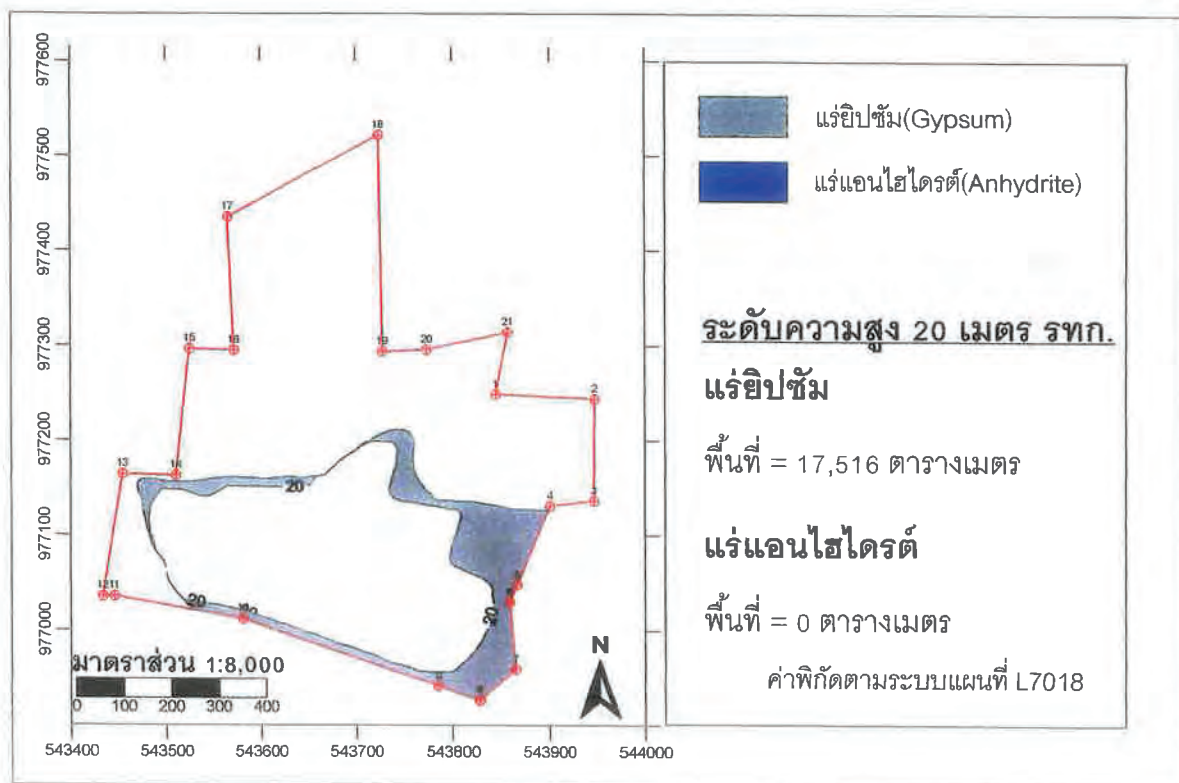 977600
977500
977400
977300
977200
977100
977000
18
17
15
16
19
20
21
1
2
13
14
4
3
12
11
7
20
20
20
มาตราส่วน 1:8,000
0 100 200 300 400
N
543400 543500 543600 543700 543800 543900 544000
แร่ยิปซัม(Gypsum)
แร่แอนไฮไดรต์(Anhydrite)
ระดับความสูง 20 เมตร รทก.
แร่ยิปซัม
พื้นที่ = 17,516 ตารางเมตร
แร่แอนไฮไดรต์
พื้นที่ = 0 ตารางเมตร
ค่าพิกัดตามระบบแผนที่ L7018